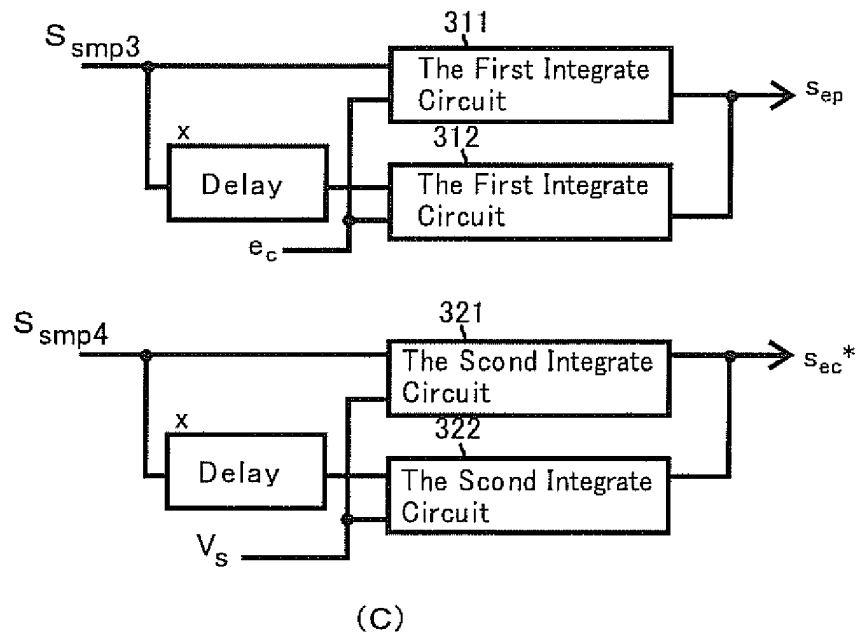 S smp3
311
The First Integrate
Circuit
s ep
x
Delay
312
The First Integrate
Circuit
e c
S smp4
321
The Scond Integrate
Circuit
s ec*
x
Delay
322
The Scond Integrate
Circuit
V s
(C)